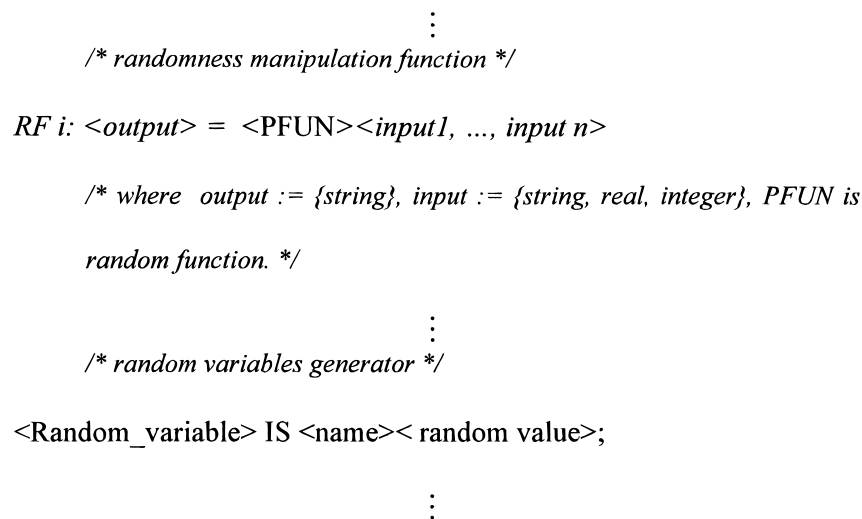 ⋮
/* randomness manipulation function */
RF i: <output> = <PFUN><input1, ..., input n>
/* where output := {string}, input := {string, real, integer}, PFUN is
random function. */
⋮
/* random variables generator */
<Random_variable> IS <name>< random value>;
⋮